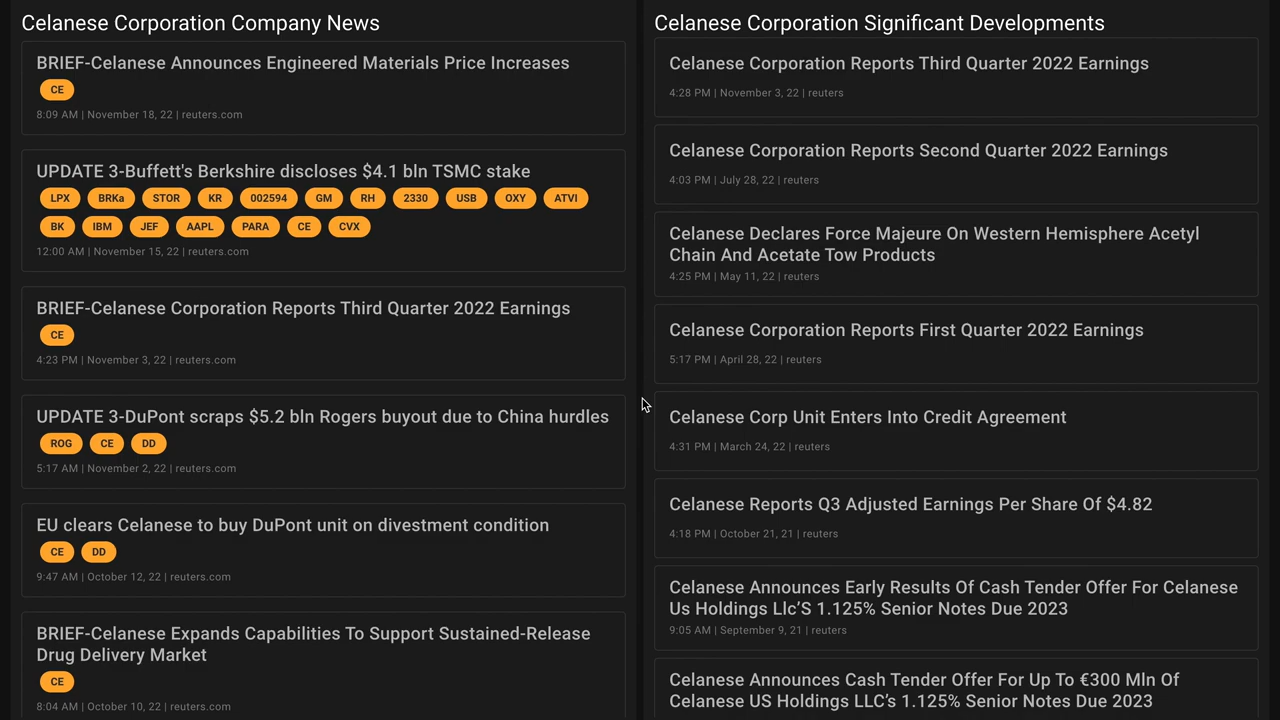 Celanese Corporation Company News
BRIEF-Celanese Announces Engineered Materials Price Increases
CE
8:09 AM | November 18, 22 | reuters.com
UPDATE 3-Buffett's Berkshire discloses $4.1 bln TSMC stake
LPX BRKa STOR KR 002594 GM RH 2330 USB OXY ATVI
BK IBM JEF AAPL PARA CE CVX
12:00 AM | November 15, 22 | reuters.com
BRIEF-Celanese Corporation Reports Third Quarter 2022 Earnings
CE
4:23 PM | November 3, 22 | reuters.com
UPDATE 3-DuPont scraps $5.2 bln Rogers buyout due to China hurdles
ROG CE DD
5:17 AM | November 2, 22 | reuters.com
EU clears Celanese to buy DuPont unit on divestment condition
CE DD
9:47 AM | October 12, 22 | reuters.com
BRIEF-Celanese Expands Capabilities To Support Sustained-Release
Drug Delivery Market
CE
8:04 AM | October 10, 22 | reuters.com
Celanese Corporation Significant Developments
Celanese Corporation Reports Third Quarter 2022 Earnings
4:28 PM | November 3, 22 | reuters
Celanese Corporation Reports Second Quarter 2022 Earnings
4:03 PM | July 28, 22 | reuters
Celanese Declares Force Majeure On Western Hemisphere Acetyl
Chain And Acetate Tow Products
4:25 PM | May 11, 22 | reuters
Celanese Corporation Reports First Quarter 2022 Earnings
5:17 PM | April 28, 22 | reuters
Celanese Corp Unit Enters Into Credit Agreement
4:31 PM | March 24, 22 | reuters
Celanese Reports Q3 Adjusted Earnings Per Share Of $4.82
4:18 PM | October 21, 21 | reuters
Celanese Announces Early Results Of Cash Tender Offer For Celanese
Us Holdings Llc’S 1.125% Senior Notes Due 2023
9:05 AM | September 9, 21 | reuters
Celanese Announces Cash Tender Offer For Up To €300 Mln Of
Celanese US Holdings LLC’s 1.125% Senior Notes Due 2023